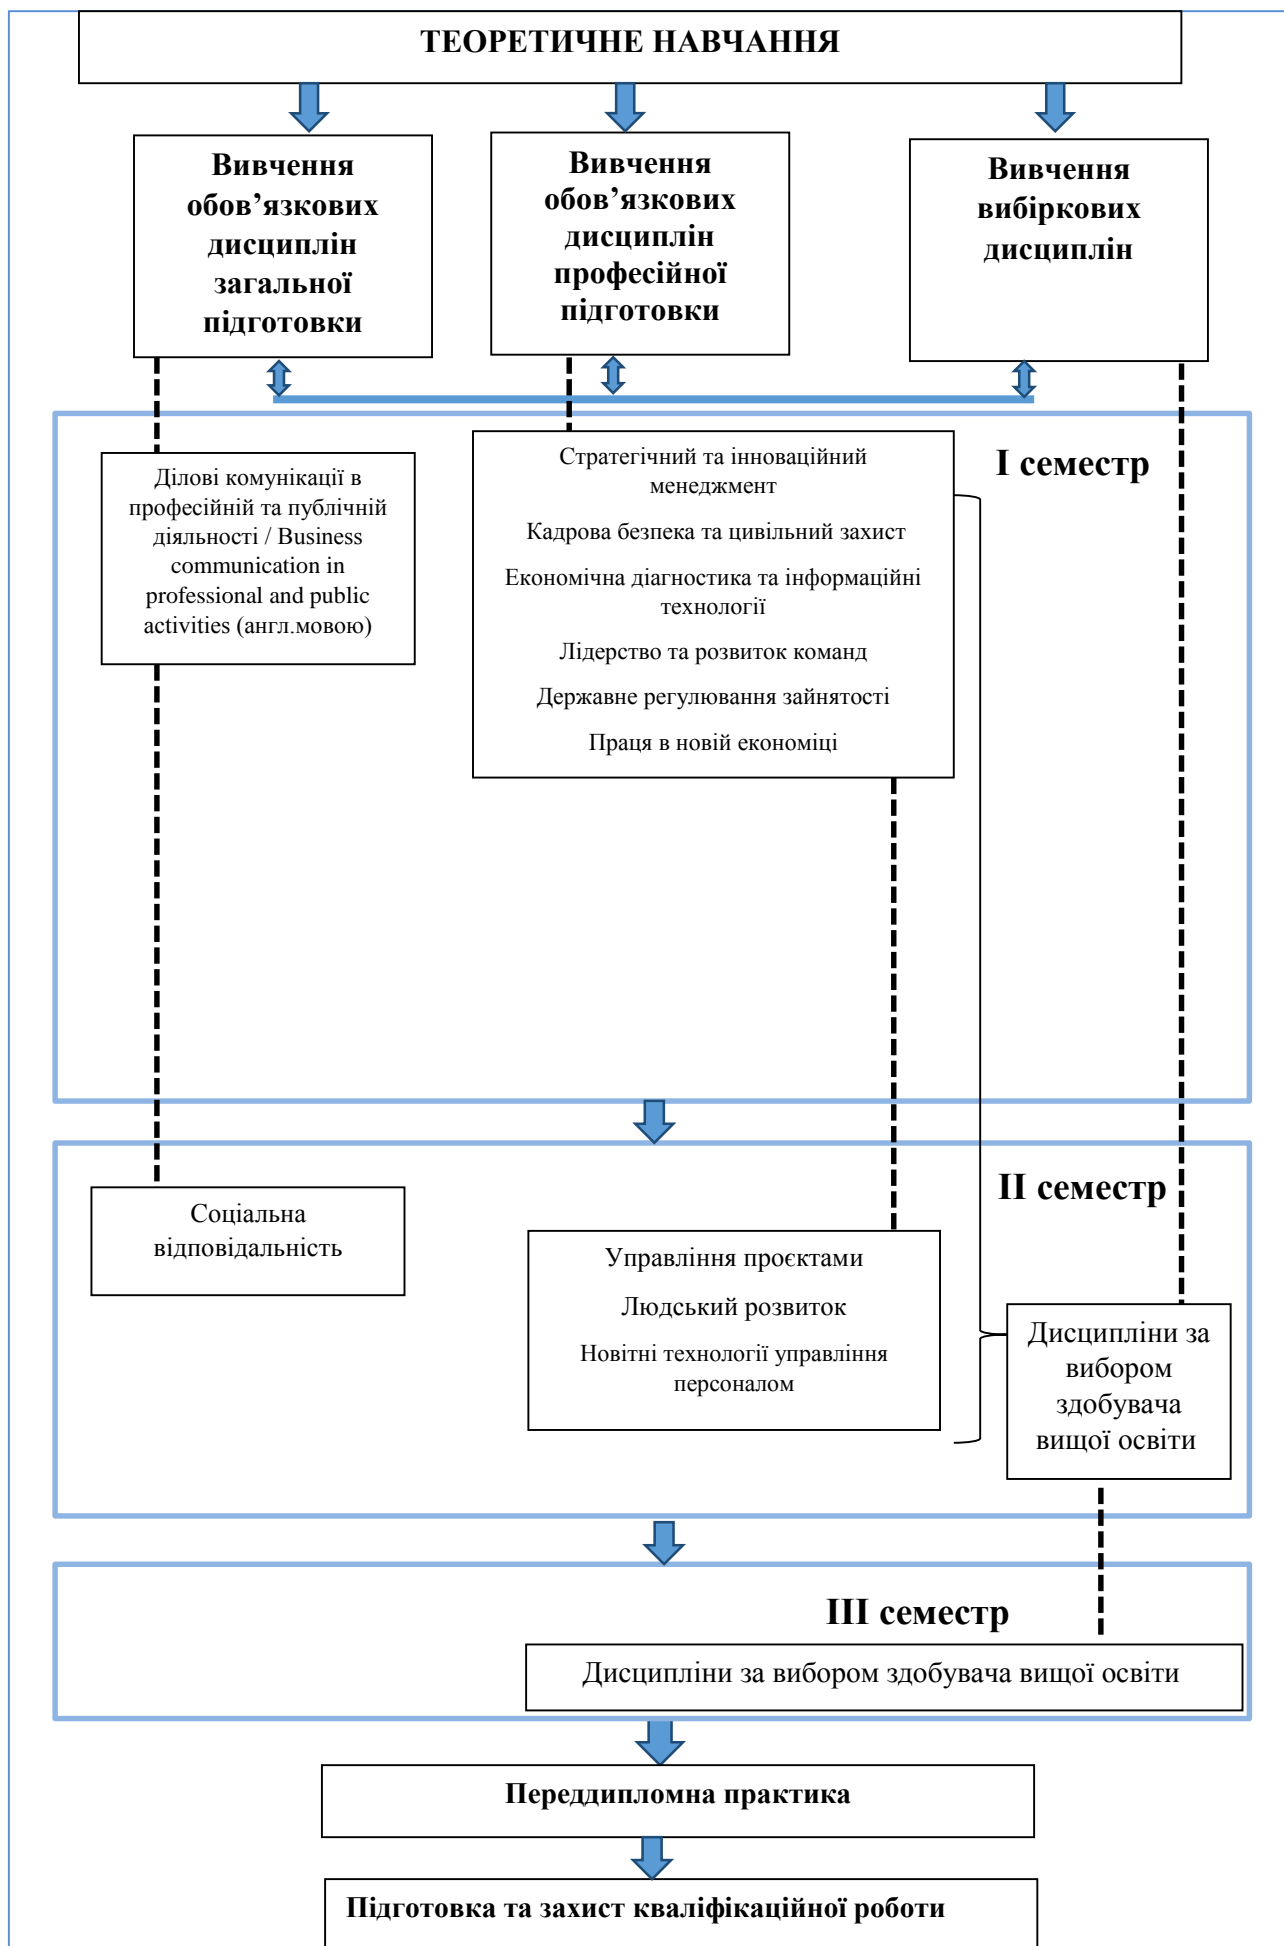 ТЕОРЕТИЧНЕ НАВЧАННЯ
Вивчення
обов’язкових
дисциплін
загальної
підготовки
Вивчення
обов’язкових
дисциплін
професійної
підготовки
Вивчення
вибіркових
дисциплін
І семестр
Ділові комунікації в
професійній та публічній
діяльності / Business
communication in
professional and public
activities (англ.мовою)
Стратегічний та інноваційний
менеджмент
Кадрова безпека та цивільний захист
Економічна діагностика та інформаційні
технології
Лідерство та розвиток команд
Державне регулювання зайнятості
Праця в новій економіці
ІІ семестр
Соціальна
відповідальність
Управління проєктами
Людський розвиток
Новітні технології управління
персоналом
Дисципліни за
вибором
здобувача
вищої освіти
ІІІ семестр
Дисципліни за вибором здобувача вищої освіти
Переддипломна практика
Підготовка та захист кваліфікаційної роботи